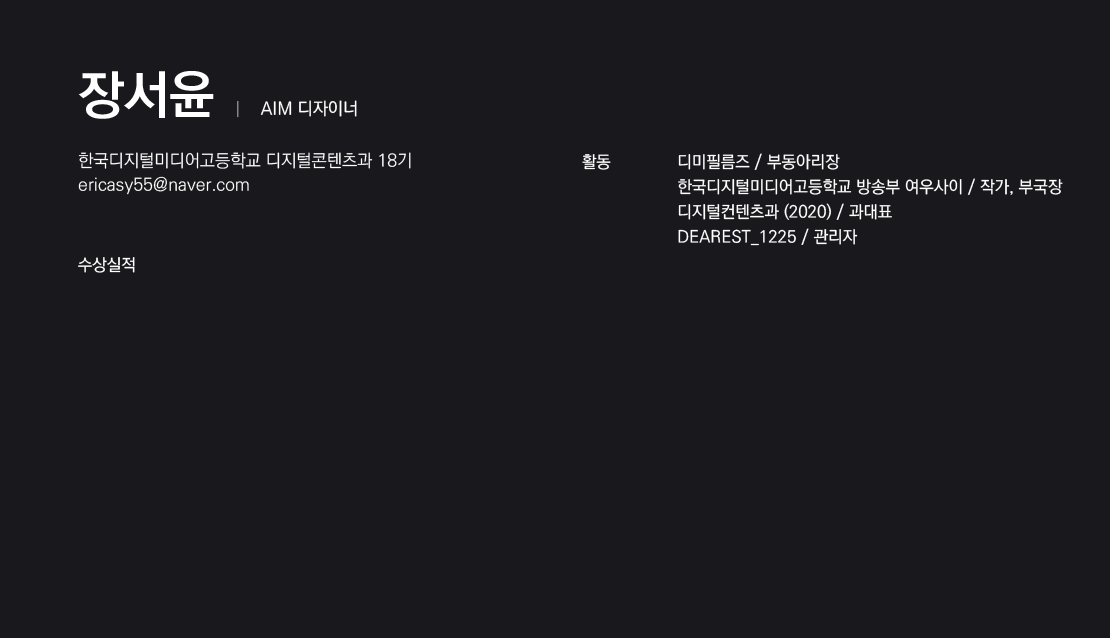 장서윤 | AIM 디자이너
한국디지털미디어고등학교 디지털콘텐츠과 18기
ericasy55@naver.com
수상실적
활동
디미필름즈 / 부동아리장
한국디지털미디어고등학교 방송부 여우사이 / 작가, 부국장
디지털컨텐츠과 (2020) / 과대표
DEAREST_1225 / 관리자